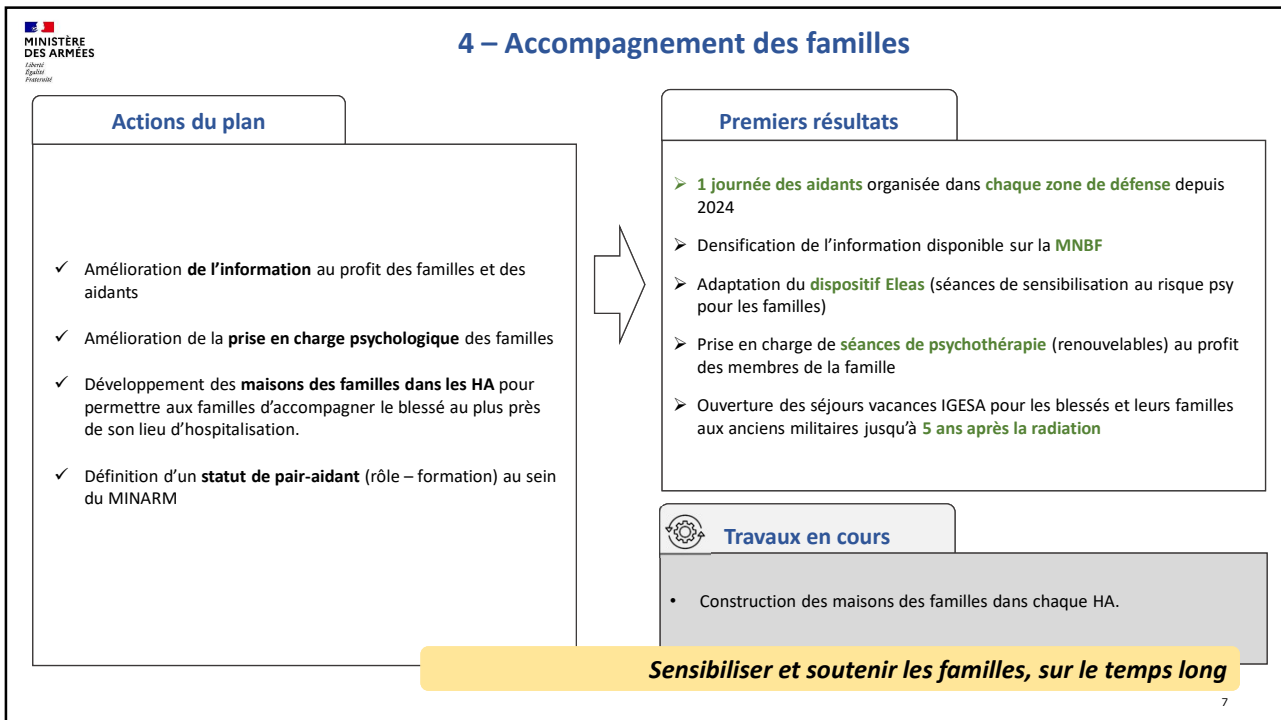 MINISTÈRE
DES ARMÉES
Liberté
Égalité
Fraternité
4 – Accompagnement des familles
Actions du plan
✓ Amélioration de l'information au profit des familles et des
aidants
✓ Amélioration de la prise en charge psychologique des familles
✓ Développement des maisons des familles dans les HA pour
permettre aux familles d'accompagner le blessé au plus près
de son lieu d'hospitalisation.
✓ Définition d'un statut de pair-aidant (rôle – formation) au sein
du MINARM
Premiers résultats
➢ 1 journée des aidants organisée dans chaque zone de défense depuis
2024
➢ Densification de l'information disponible sur la MNBF
➢ Adaptation du dispositif Eleas (séances de sensibilisation au risque psy
pour les familles)
➢ Prise en charge de séances de psychothérapie (renouvelables) au profit
des membres de la famille
➢ Ouverture des séjours vacances IGESA pour les blessés et leurs familles
aux anciens militaires jusqu'à 5 ans après la radiation
Travaux en cours
• Construction des maisons des familles dans chaque HA.
Sensibiliser et soutenir les familles, sur le temps long
7